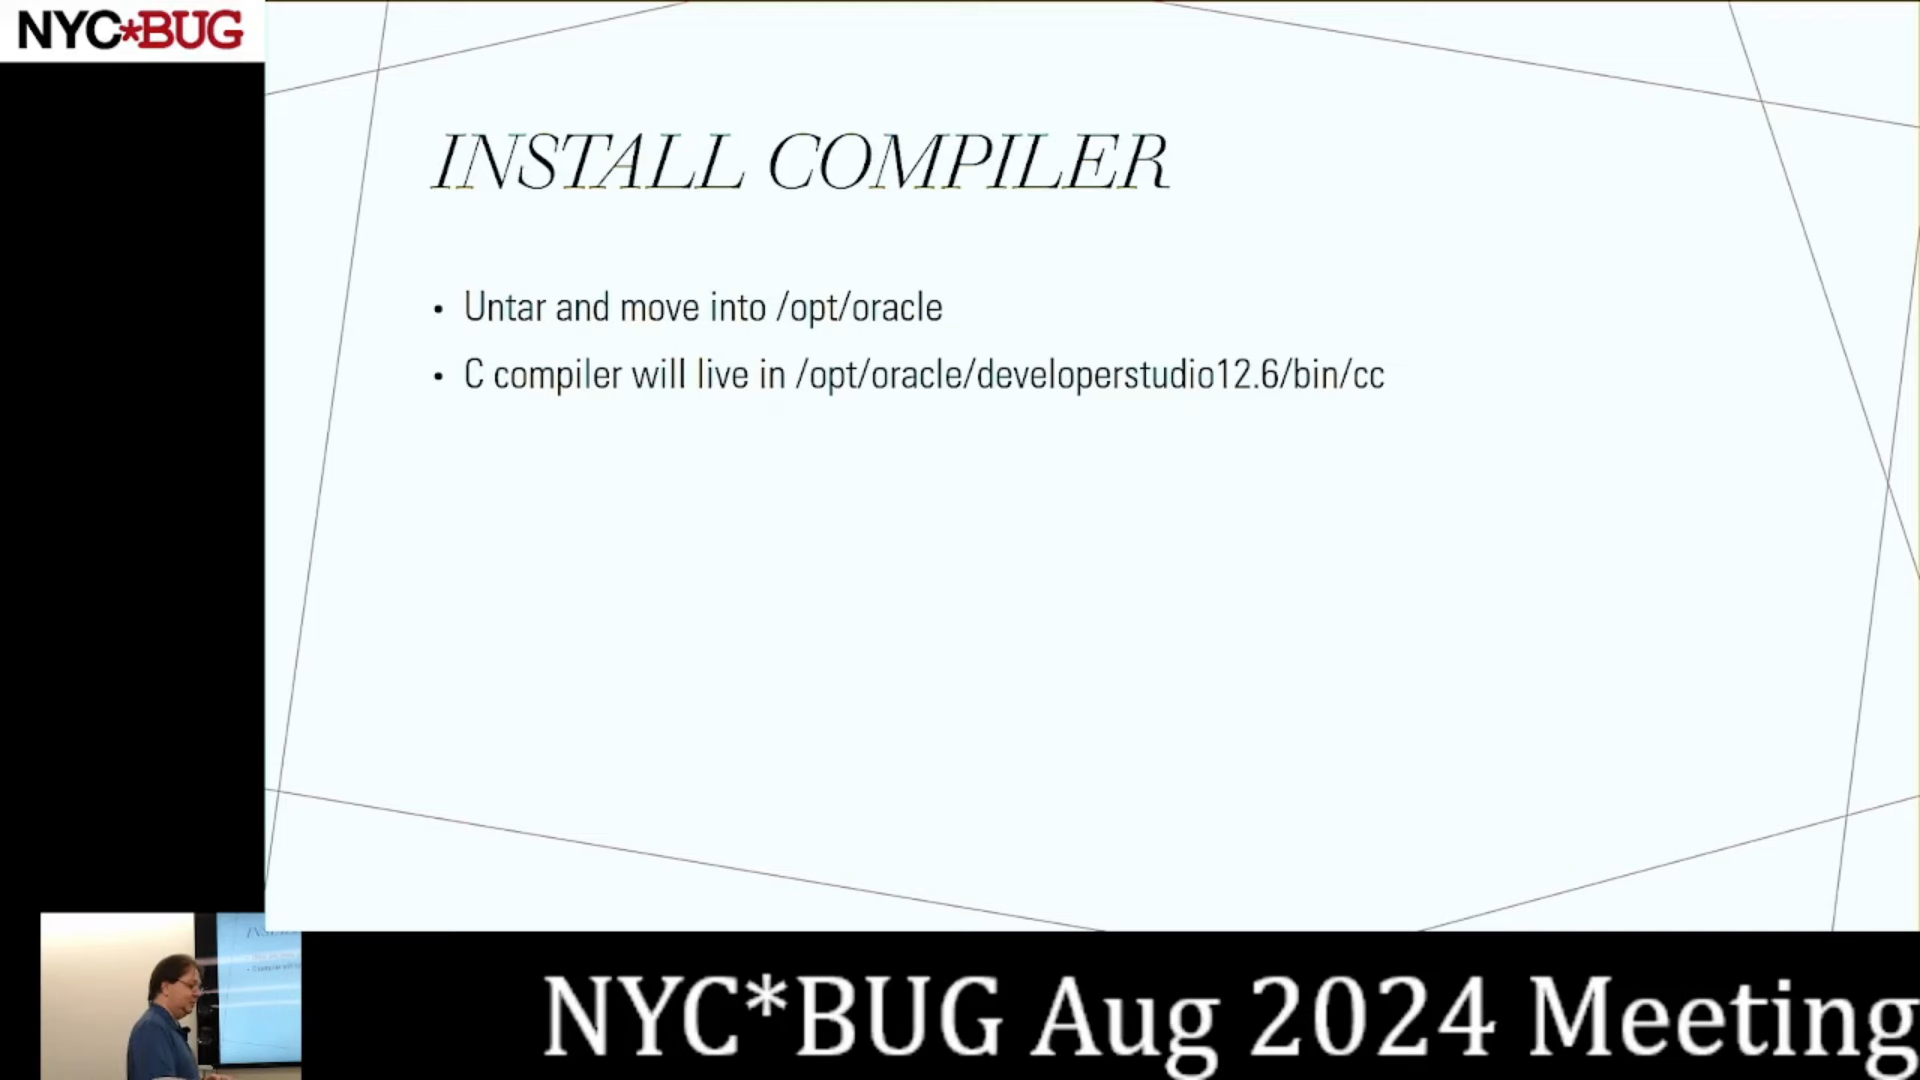 NYC*BUG
INSTALL COMPILER
• Untar and move into /opt/oracle
• C compiler will live in /opt/oracle/developerstudio12.6/bin/cc
NYC*BUG Aug 2024 Meeting